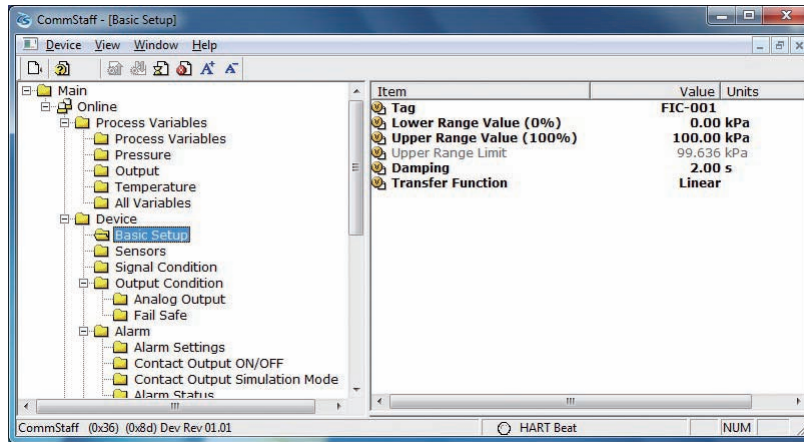 CommStaff - [Basic Setup]
Device View Window Help
Main
Online
Process Variables
Process Variables
Pressure
Output
Temperature
All Variables
Device
Basic Setup
Sensors
Signal Condition
Output Condition
Analog Output
Fail Safe
Alarm
Alarm Settings
Contact Output ON/OFF
Contact Output Simulation Mode
Alarm Status
Item Value Units
Tag FIC-001
Lower Range Value (0%) 0.00 kPa
Upper Range Value (100%) 100.00 kPa
Upper Range Limit 99.636 kPa
Damping 2.00 s
Transfer Function Linear
CommStaff (0x36) (0x8d) Dev Rev 01.01 HART Beat NUM